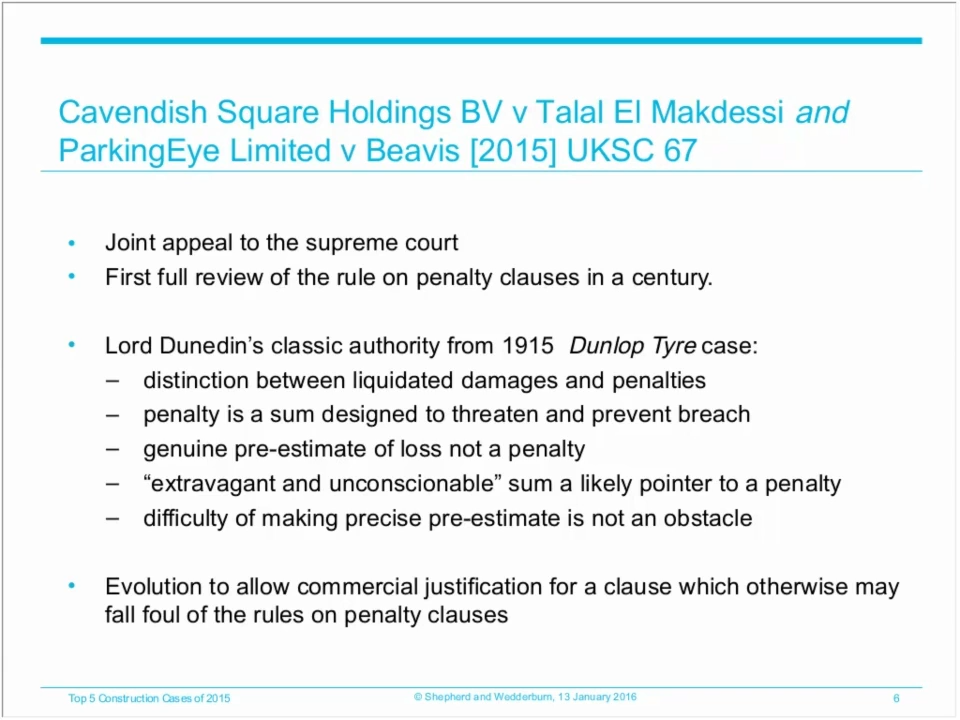 Cavendish Square Holdings BV v Talal El Makdessi and
ParkingEye Limited v Beavis [2015] UKSC 67
• Joint appeal to the supreme court
• First full review of the rule on penalty clauses in a century.
• Lord Dunedin’s classic authority from 1915 Dunlop Tyre case:
– distinction between liquidated damages and penalties
– penalty is a sum designed to threaten and prevent breach
– genuine pre-estimate of loss not a penalty
– “extravagant and unconscionable” sum a likely pointer to a penalty
– difficulty of making precise pre-estimate is not an obstacle
• Evolution to allow commercial justification for a clause which otherwise may
fall foul of the rules on penalty clauses
Top 5 Construction Cases of 2015
© Shepherd and Wedderburn, 13 January 2016
6